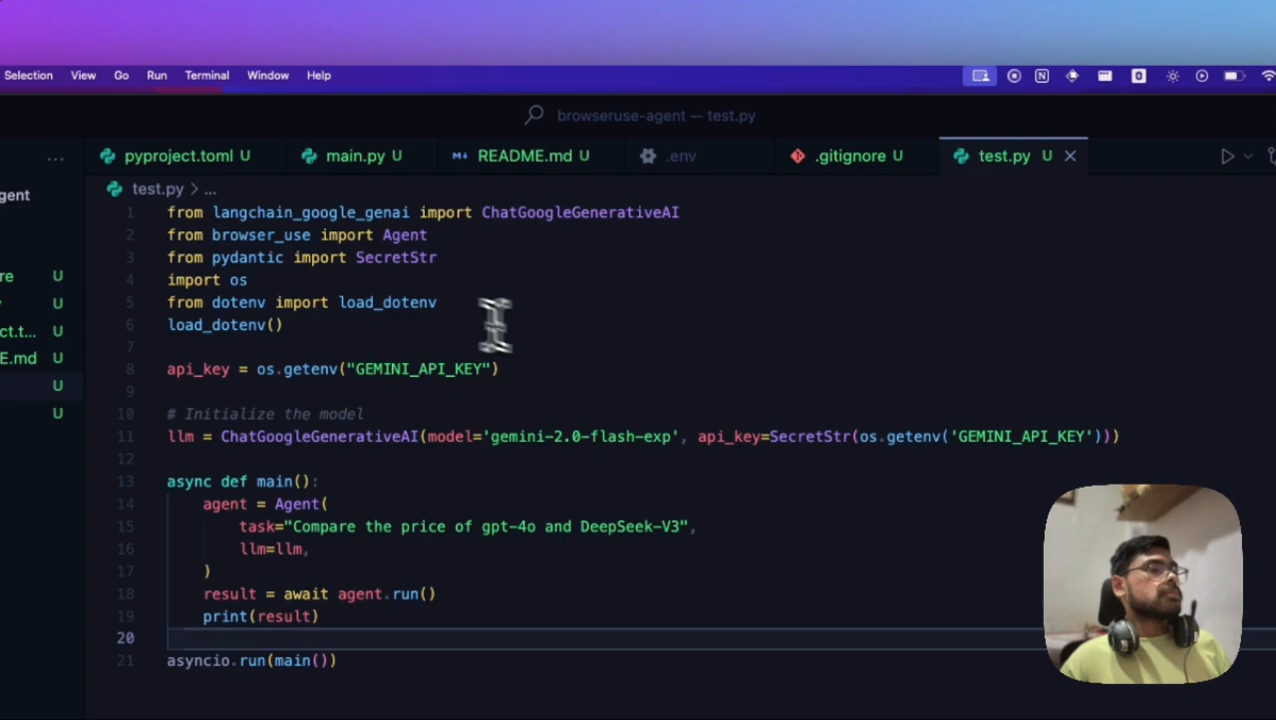 Selection View Go Run Terminal Window Help
browseruse-agent — test.py
... pyproject.toml U main.py U README.md U .env .gitignore U test.py U
gent
test.py > ...
1 from langchain_google_genai import ChatGoogleGenerativeAI
2 from browser_use import Agent
3 from pydantic import SecretStr
re U
4 import os
U
5 from dotenv import load_dotenv
ct.t... U
6 load_dotenv()
E.md U
7
8 api_key = os.getenv("GEMINI_API_KEY")
U
9
U
10 # Initialize the model
11 llm = ChatGoogleGenerativeAI(model='gemini-2.0-flash-exp', api_key=SecretStr(os.getenv('GEMINI_API_KEY')))
12
13 async def main():
14 agent = Agent(
15 task="Compare the price of gpt-4o and DeepSeek-V3",
16 llm=llm,
17 )
18 result = await agent.run()
19 print(result)
20
21 asyncio.run(main())